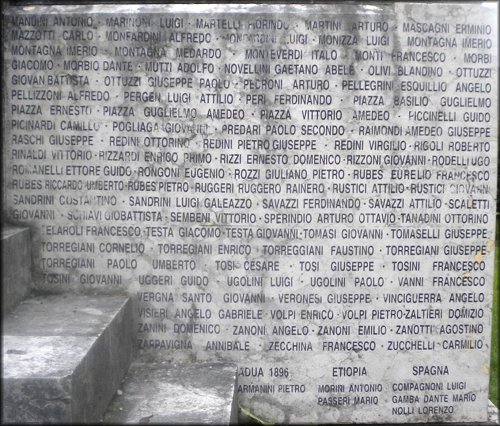 MANDINI ANTONIO · MARINONI LUIGI · MARTELLI FIORINDO · MARTINI ARTURO · MASCAGNI ERMINIO
MAZZOTTI CARLO · MONFARDINI ALFREDO · LUIGI · MONIZZA LUIGI · MONTAGNA IMERIO
MONTAGNA IMERIO · MONTAGNA MEDARDO · MONTEVERDI ITALO · MONTI FRANCESCO · MORBI
GIACOMO · MORBIO DANTE · MUTTI ADOLFO · NOVELLINI GAETANO ABELE · OLIVI BLANDINO · OTTUZZI
GIOVAN BATTISTA · OTTUZZI GIUSEPPE PAOLO · PEDRONI ARTURO · PELLEGRINI ESQUILLIO ANGELO
PELLIZZONI ALFREDO · PERGEN LUIGI ATTILIO · PERI FERDINANDO · PIAZZA BASILIO GUGLIELMO
PIAZZA ERNESTO · PIAZZA GUGLIELMO AMEDEO · PIAZZA VITTORIO AMEDEO · PICCINELLI GUIDO
PICINARDI CAMILLO · POGLIAGA GIOVANNI · PREDARI PAOLO SECONDO · RAIMONDI AMEDEO GIUSEPPE
RASCHI GIUSEPPE · REDINI OTTORINO · REDINI PIETRO GIUSEPPE · REDINI VIRGILIO · RIGOLI ROBERTO
RINALDI VITTORIO · RIZZARDI ENRICO PRIMO · RIZZI ERNESTO DOMENICO · RIZZONI GIOVANNI · RODELLI UGO
ROMANELLI ETTORE GUIDO · RONGONI EUGENIO · ROZZI GIULIANO PIETRO · RUBES EURELIO FRANCESCO
RUBES RICCARDO UMBERTO · RUBES PIETRO · RUGGERI RUGGERO RAINERO · RUSTICI ATTILIO · RUSTICI GIOVANNI
SANDRINI COSTANTINO · SANDRINI LUIGI GALEAZZO · SAVAZZI FERDINANDO · SAVAZZI ATTILIO · SCALETTI
GIOVANNI · SCHIAVI GIOBATTISTA · SEMBENI VITTORIO · SPERINDIO ARTURO OTTAVIO · TANADINI OTTORINO
TELAROLI FRANCESCO · TESTA GIACOMO · TESTA GIOVANNI · TOMASI GIOVANNI · TOMASELLI GIUSEPPE
TORREGIANI CORNELIO · TORREGIANI ENRICO · TORREGGIANI FAUSTINO · TORREGIANI GIUSEPPE
TORREGIANI PAOLO UMBERTO · TOSI CESARE · TOSI GIUSEPPE · TOSINI FRANCESCO
TOSINI GIOVANNI · UGGERI GUIDO · UGOLINI LUIGI · UGOLINI PAOLO · VANNI FRANCESCO
VERGNA SANTO GIOVANNI · VERONESI GIUSEPPE · VINCIGUERRA ANGELO
VISIERI ANGELO GABRIELE · VOLPI ENRICO · VOLPI PIETRO · ZALTIERI DOMIZIO
ZANINI DOMENICO · ZANONI ANGELO · ZANONI EMILIO · ZANOTTI AGOSTINO
ZAPPAVIGNA ANNIBALE · ZECCHINA FRANCESCO · ZUCCHELLI CARMILIO
ADUA 1896 ETIOPIA SPAGNA
ARMANINI PIETRO MORINI ANTONIO COMPAGNONI LUIGI
PASSERI MARIO GAMBA DANTE MARIO
NOLLI LORENZO